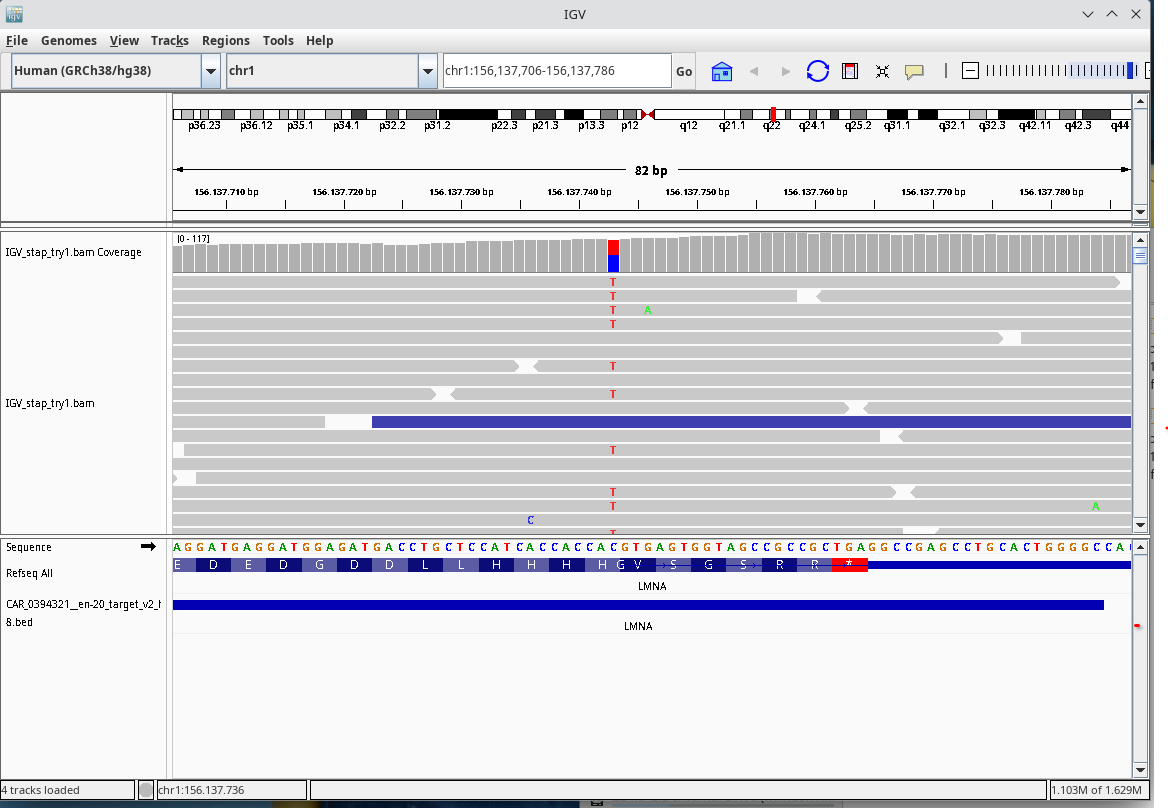 IGV
File Genomes View Tracks Regions Tools Help
Human (GRCh38/hg38) chr1 chr1:156,137,706-156,137,786 Go
p36.23 p36.12 p35.1 p34.1 p32.2 p31.2 p22.3 p21.3 p13.3 p12 q12 q21.1 q22 q24.1 q25.2 q31.1 q32.1 q32.3 q42.11 q42.3 q44
82 bp
156.137.710 bp 156.137.720 bp 156.137.730 bp 156.137.740 bp 156.137.750 bp 156.137.760 bp 156.137.770 bp 156.137.780 bp
IGV_stap_try1.bam Coverage
[0 - 117]
T
T
T A
T
T
T
IGV_stap_try1.bam
T
T
T A
C
T
Sequence
A G G A T G A G G A T G G A G A T G A C C T G C T C C A T C A C C A C C A C G T G A G T G G T A G C C G C C G C T G A G G C C G A G C C T G C A C T G G G G C C A
Refseq All
E D E D G D D L L H H H H G V S G S R R *
LMNA
CAR_0394321__en-20_target_v2_h
8.bed
LMNA
4 tracks loaded
chr1:156.137.736
1.103M of 1.629M